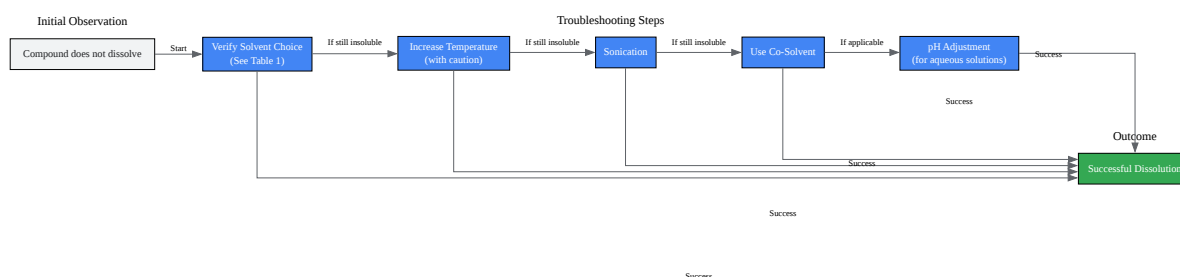 Initial Observation
Troubleshooting Steps
Compound does not dissolve
Start
Verify Solvent Choice
(See Table 1)
If still insoluble
Increase Temperature
(with caution)
If still insoluble
Sonication
If still insoluble
Use Co-Solvent
If applicable
pH Adjustment
(for aqueous solutions)
Success
Success
Outcome
Success
Successful Dissolution
Success
Success